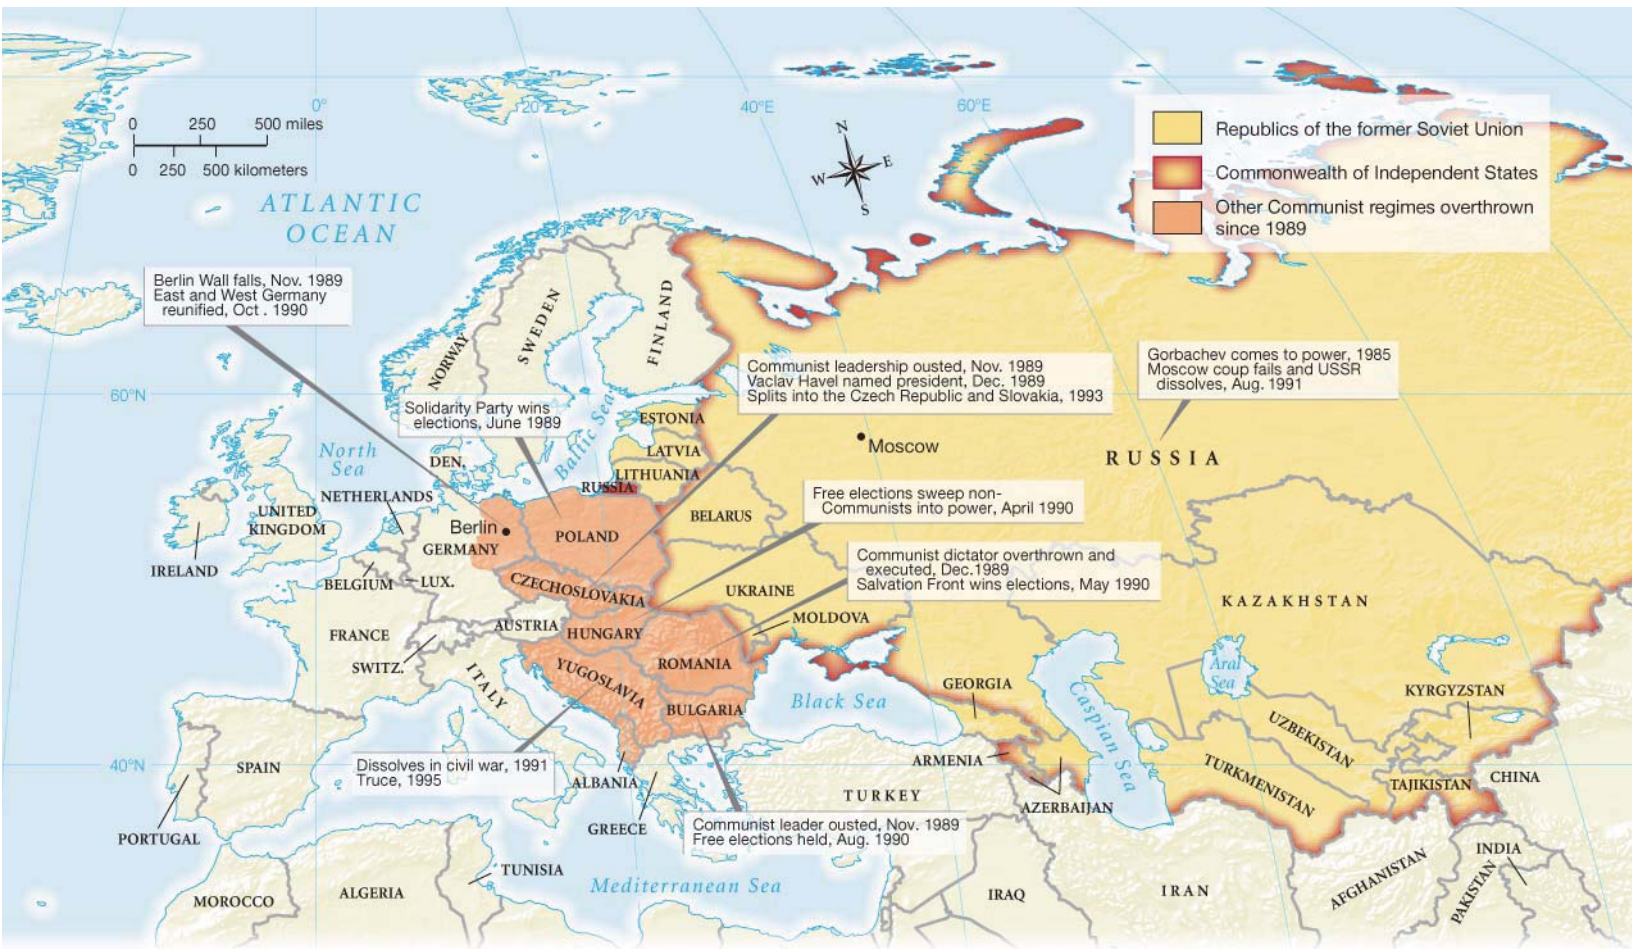 0°
20°
40°E
60°E
0 250 500 miles
0 250 500 kilometers
N
W E
S
Republics of the former Soviet Union
Commonwealth of Independent States
Other Communist regimes overthrown
since 1989
ATLANTIC
OCEAN
Berlin Wall falls, Nov. 1989
East and West Germany
reunified, Oct . 1990
NORWAY
SWEDEN
FINLAND
Communist leadership ousted, Nov. 1989
Vaclav Havel named president, Dec. 1989
Splits into the Czech Republic and Slovakia, 1993
Gorbachev comes to power, 1985
Moscow coup fails and USSR
dissolves, Aug. 1991
60°N
Solidarity Party wins
elections, June 1989
Baltic Sea
ESTONIA
Moscow
RUSSIA
North
Sea
DEN.
LATVIA
LITHUANIA
RUSSIA
NETHERLANDS
Free elections sweep non-
Communists into power, April 1990
UNITED
KINGDOM
Berlin
BELARUS
POLAND
GERMANY
IRELAND
BELGIUM
LUX.
Communist dictator overthrown and
executed, Dec.1989
Salvation Front wins elections, May 1990
CZECHOSLOVAKIA
UKRAINE
KAZAKHSTAN
MOLDOVA
AUSTRIA
HUNGARY
FRANCE
SWITZ.
ITALY
YUGOSLAVIA
ROMANIA
Aral
Sea
GEORGIA
KYRGYZSTAN
Black Sea
BULGARIA
Caspian Sea
UZBEKISTAN
40°N
SPAIN
Dissolves in civil war, 1991
Truce, 1995
ALBANIA
ARMENIA
TURKMENISTAN
TAJIKISTAN
CHINA
TURKEY
AZERBAIJAN
PORTUGAL
GREECE
Communist leader ousted, Nov. 1989
Free elections held, Aug. 1990
INDIA
TUNISIA
Mediterranean Sea
MOROCCO
ALGERIA
IRAQ
IRAN
AFGHANISTAN
PAKISTAN